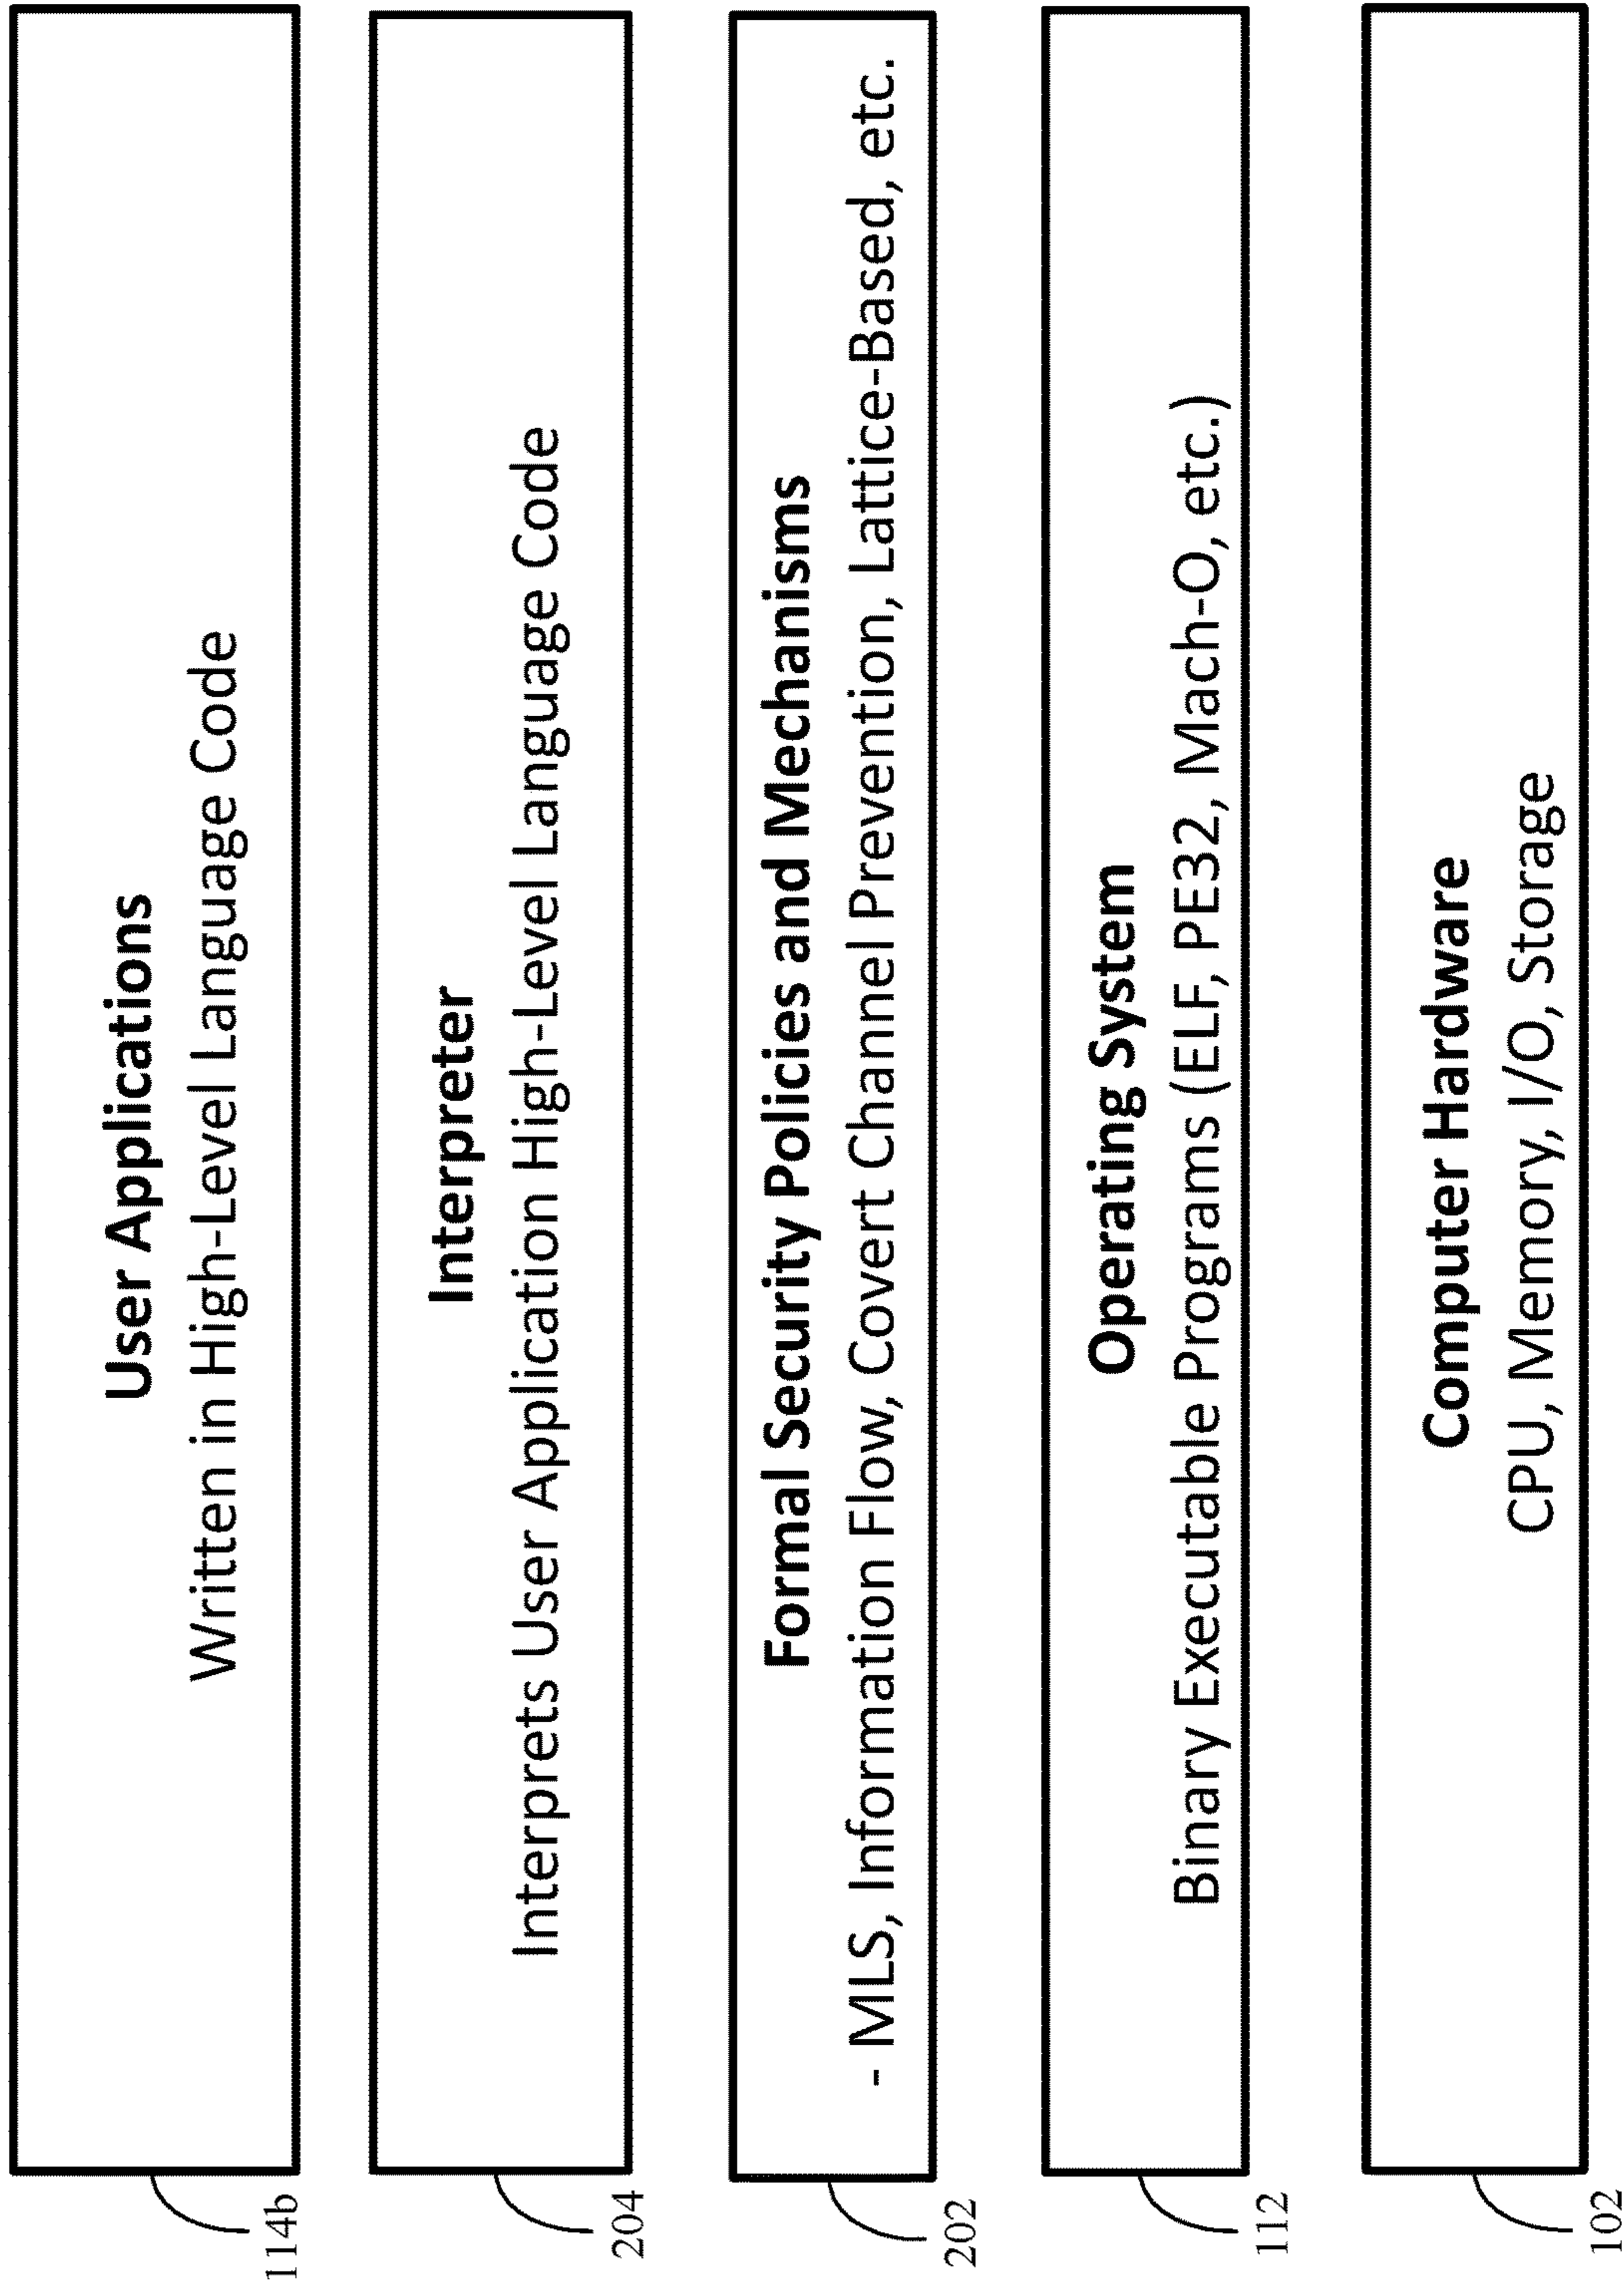 User Applications
Written in High-Level Language Code
114b
Interpreter
Interprets User Application High-Level Language Code
204
Formal Security Policies and Mechanisms
- MLS, Information Flow, Covert Channel Prevention, Lattice-Based, etc.
202
Operating System
Binary Executable Programs (ELF, PE32, Mach-O, etc.)
112
Computer Hardware
CPU, Memory, I/O, Storage
102